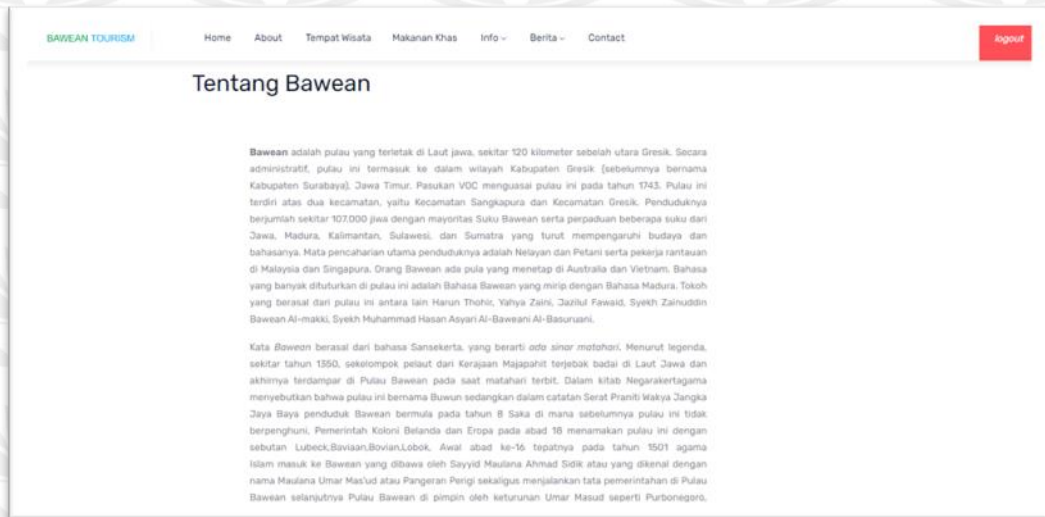 BAWEAN TOURISM
Home About Tempat Wisata Makanan Khas Info Berita Contact
logout
Tentang Bawean
Bawean adalah pulau yang terletak di Laut jawa, sekitar 120 kilometer sebelah utara Gresik. Secara
administratif, pulau ini termasuk ke dalam wilayah Kabupaten Gresik (sebelumnya bernama
Kabupaten Surabaya), Jawa Timur. Pasukan VOC menguasai pulau ini pada tahun 1743. Pulau ini
terdiri atas dua kecamatan, yaitu Kecamatan Sangkapura dan Kecamatan Gresik. Penduduknya
berjumlah sekitar 107.000 jiwa dengan mayoritas Suku Bawean serta perpaduan beberapa suku dari
Jawa, Madura, Kalimantan, Sulawesi, dan Sumatra yang turut mempengaruhi budaya dan
bahasanya. Mata pencaharian utama penduduknya adalah Nelayan dan Petani serta pekerja rantauan
di Malaysia dan Singapura. Orang Bawean ada pula yang menetap di Australia dan Vietnam. Bahasa
yang banyak dituturkan di pulau ini adalah Bahasa Bawean yang mirip dengan Bahasa Madura. Tokoh
yang berasal dari pulau ini antara lain Harun Thohir, Yahya Zaini, Jazilul Fawaid, Syekh Zainuddin
Bawean Al-makki, Syekh Muhammad Hasan Asyari Al-Baweani Al-Basuruani.
Kata Bawean berasal dari bahasa Sansekerta, yang berarti ada sinar matahari. Menurut legenda,
sekitar tahun 1350, sekelompok pelaut dari Kerajaan Majapahit terjebak badai di Laut Jawa dan
akhirnya terdampar di Pulau Bawean pada saat matahari terbit. Dalam kitab Negarakertagama
menyebutkan bahwa pulau ini bernama Buwun sedangkan dalam catatan Serat Praniti Wakya Jangka
Jaya Baya penduduk Bawean bermula pada tahun 8 Saka di mana sebelumnya pulau ini tidak
berpenghuni. Pemerintah Koloni Belanda dan Eropa pada abad 18 menamakan pulau ini dengan
sebutan Lubeck,Baviaan,Bovian,Lobok. Awal abad ke-16 tepatnya pada tahun 1501 agama
Islam masuk ke Bawean yang dibawa oleh Sayyid Maulana Ahmad Sidik atau yang dikenal dengan
nama Maulana Umar Mas'ud atau Pangeran Perigi sekaligus menjalankan tata pemerintahan di Pulau
Bawean selanjutnya Pulau Bawean di pimpin oleh keturunan Umar Masud seperti Purbonegoro,